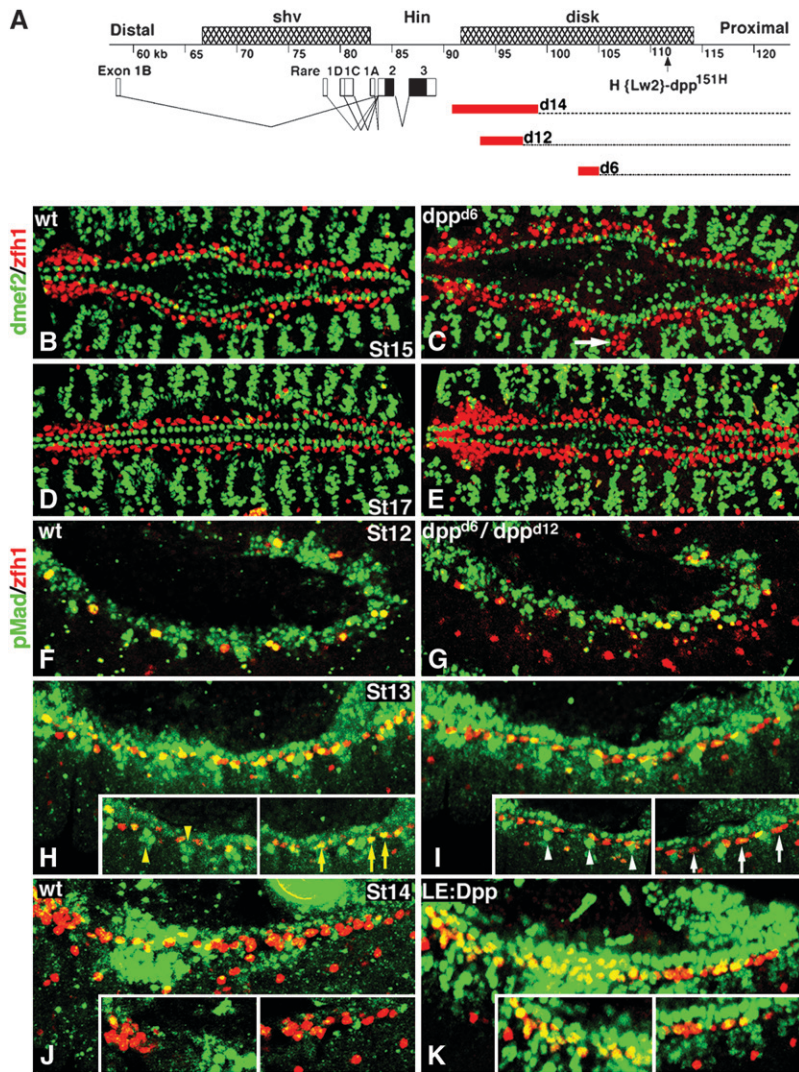 A
shv Hin disk
Distal Proximal
60 kb 65 70 75 80 85 90 95 100 105 110 115 120
Exon 1B Rare 1D 1C 1A 2 3
H {Lw2}-dpp151H
d14
d12
d6
dmef2/zfh1
wt dppd6
B St15 C
D St17 E
pMad/zfh1
wt St12 dppd6/ dppd12
F G
St13
H I
wt St14 LE:Dpp
J K